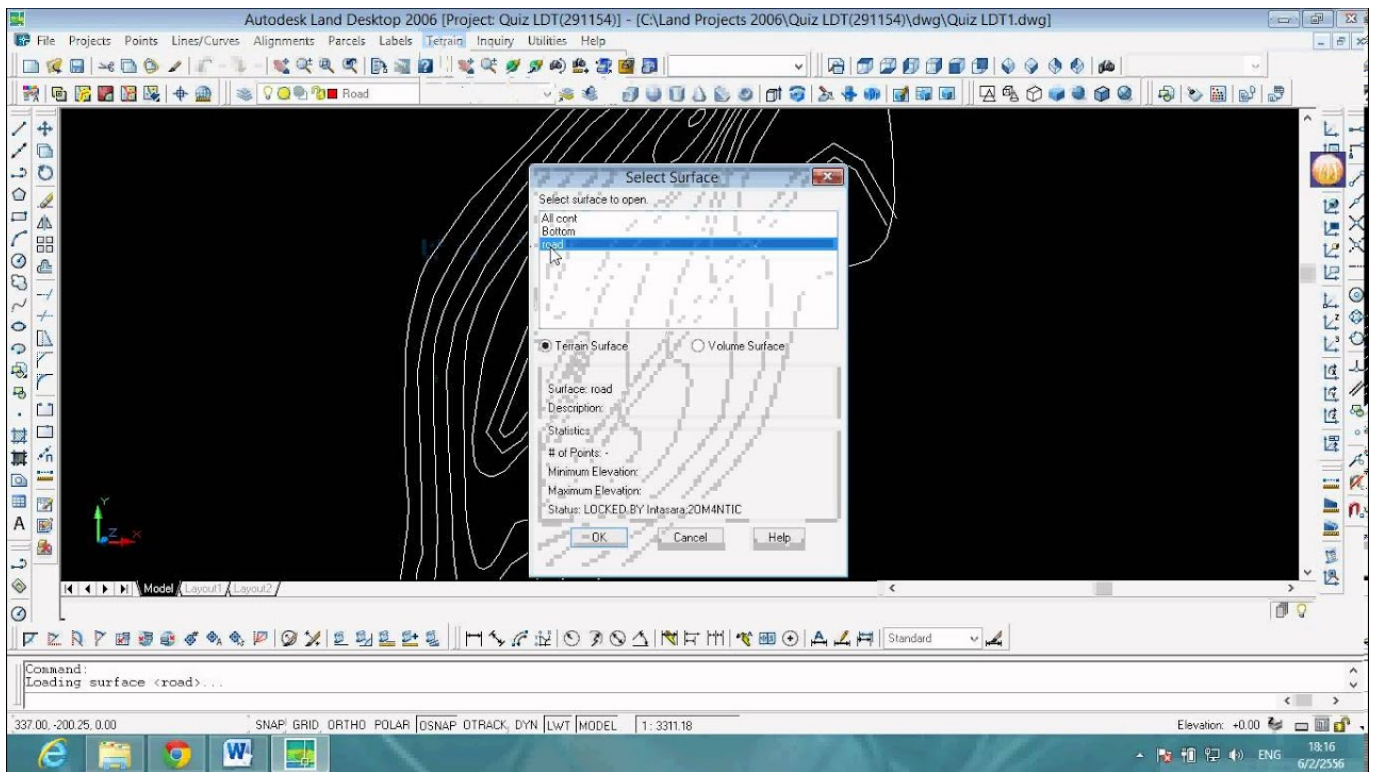 Autodesk Land Desktop 2006 [Project: Quiz LDT(291154)] - [C:\Land Projects 2006\Quiz LDT(291154)\dwg\Quiz LDT1.dwg]
File Projects Points Lines/Curves Alignments Parcels Labels Terrain Inquiry Utilities Help
Road
Select Surface
Select surface to open.
All cont
Bottom
road
Terrain Surface Volume Surface
Surface: road
Description:
Statistics
# of Points: -
Minimum Elevation:
Maximum Elevation:
Status: LOCKED BY Intasara;20M4NTIC
OK Cancel Help
Y
Z X
Model Layout1 Layout2
Standard
Command:
Loading surface <road>...
337.00, -200.25, 0.00 SNAP GRID ORTHO POLAR OSNAP OTRACK DYN LWT MODEL 1: 3311.18 Elevation: +0.00
ENG 18:16
6/2/2556